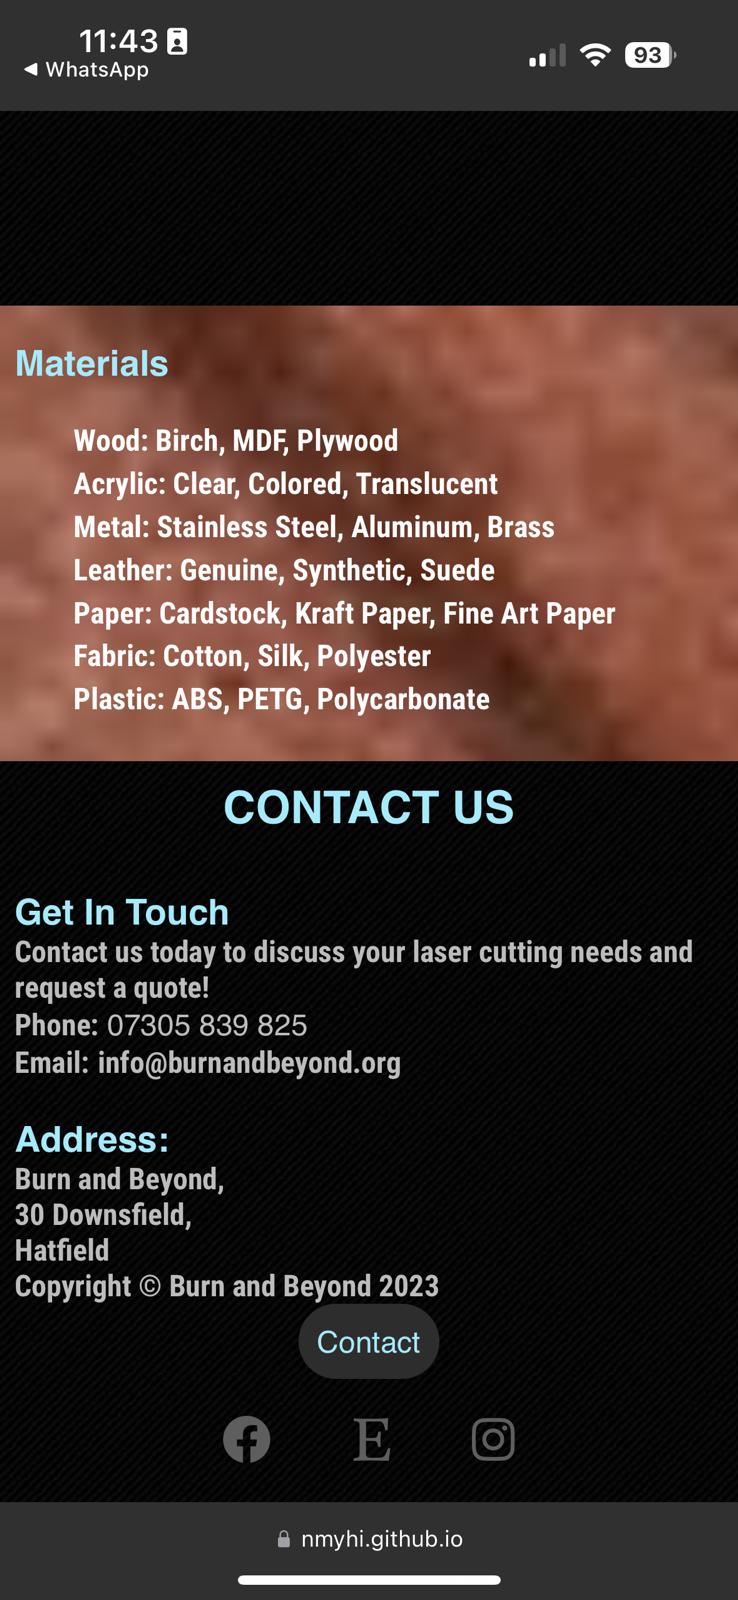 11:43
WhatsApp
93
Materials
Wood: Birch, MDF, Plywood
Acrylic: Clear, Colored, Translucent
Metal: Stainless Steel, Aluminum, Brass
Leather: Genuine, Synthetic, Suede
Paper: Cardstock, Kraft Paper, Fine Art Paper
Fabric: Cotton, Silk, Polyester
Plastic: ABS, PETG, Polycarbonate
CONTACT US
Get In Touch
Contact us today to discuss your laser cutting needs and
request a quote!
Phone: 07305 839 825
Email: info@burnandbeyond.org
Address:
Burn and Beyond,
30 Downsfield,
Hatfield
Copyright © Burn and Beyond 2023
Contact
E
nmyhi.github.io